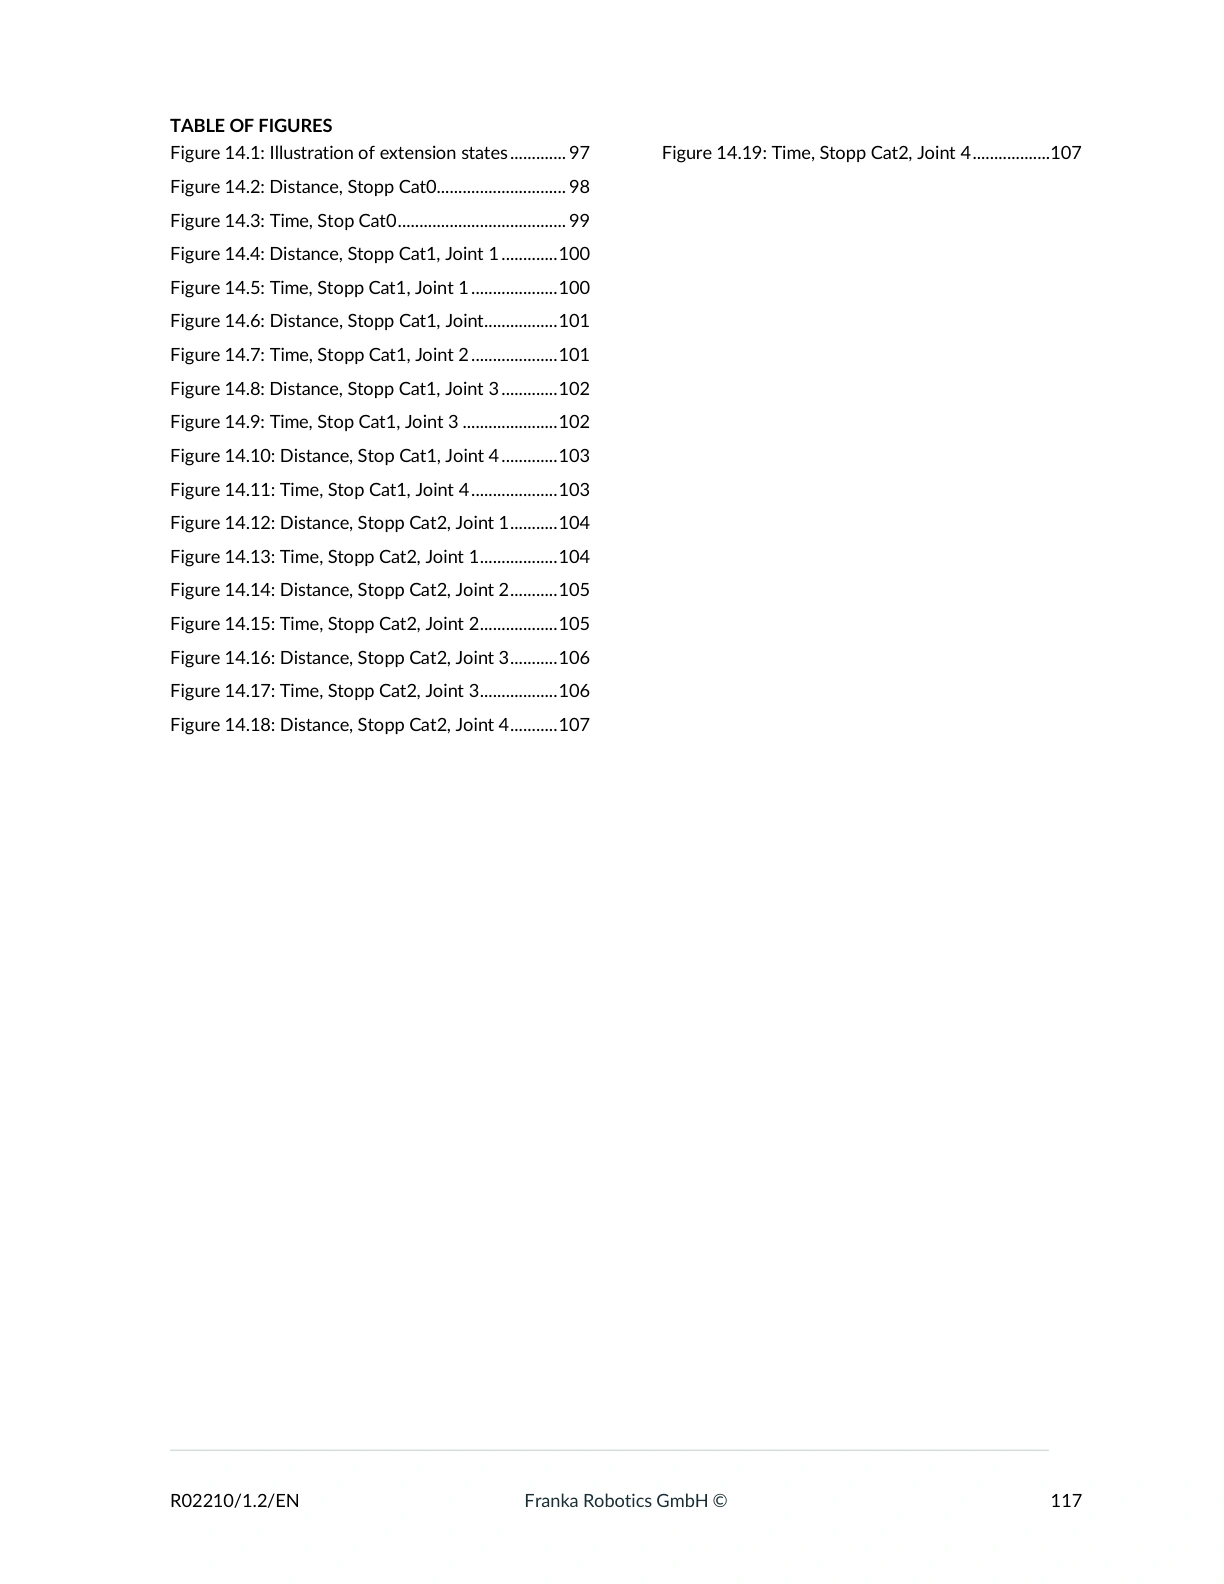 TABLE OF FIGURES
Figure 14.1: Illustration of extension states............. 97
Figure 14.2: Distance, Stopp Cat0.............................. 98
Figure 14.3: Time, Stop Cat0....................................... 99
Figure 14.4: Distance, Stopp Cat1, Joint 1.............100
Figure 14.5: Time, Stopp Cat1, Joint 1....................100
Figure 14.6: Distance, Stopp Cat1, Joint.................101
Figure 14.7: Time, Stopp Cat1, Joint 2....................101
Figure 14.8: Distance, Stopp Cat1, Joint 3.............102
Figure 14.9: Time, Stop Cat1, Joint 3 ......................102
Figure 14.10: Distance, Stop Cat1, Joint 4.............103
Figure 14.11: Time, Stop Cat1, Joint 4....................103
Figure 14.12: Distance, Stopp Cat2, Joint 1...........104
Figure 14.13: Time, Stopp Cat2, Joint 1..................104
Figure 14.14: Distance, Stopp Cat2, Joint 2...........105
Figure 14.15: Time, Stopp Cat2, Joint 2..................105
Figure 14.16: Distance, Stopp Cat2, Joint 3...........106
Figure 14.17: Time, Stopp Cat2, Joint 3..................106
Figure 14.18: Distance, Stopp Cat2, Joint 4...........107
Figure 14.19: Time, Stopp Cat2, Joint 4..................107
R02210/1.2/EN
Franka Robotics GmbH ©
117